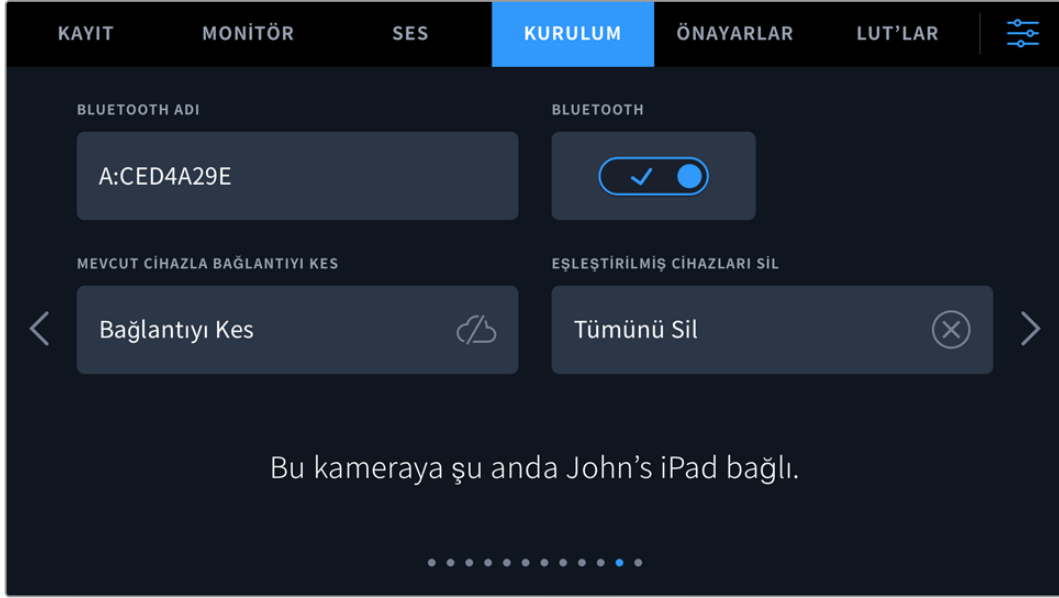 KAYIT MONİTÖR SES KURULUM ÖNAYARLAR LUT’LAR
BLUETOOTH ADI BLUETOOTH
A:CED4A29E
MEVCUT CİHAZLA BAĞLANTIYI KES EŞLEŞTİRİLMİŞ CİHAZLARI SİL
Bağlantıyı Kes Tümünü Sil
Bu kameraya şu anda John’s iPad bağlı.